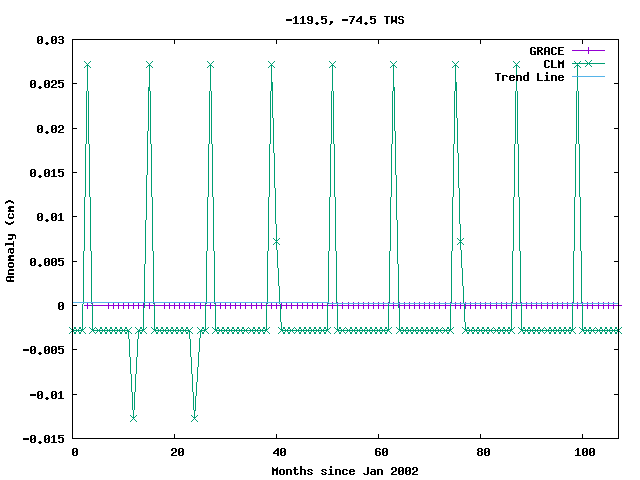 -119.5, -74.5 TWS
0.03
0.025
0.02
0.015
0.01
0.005
0
-0.005
-0.01
-0.015
Anomaly (cm)
GRACE
CLM
Trend Line
0 20 40 60 80 100
Months since Jan 2002